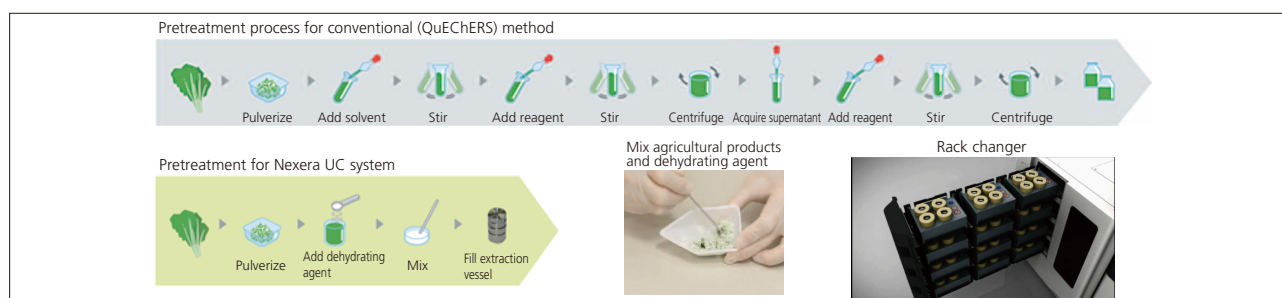 Pretreatment process for conventional (QuEChERS) method
Pulverize
Add solvent
Stir
Add reagent
Stir
Centrifuge
Acquire supernatant
Add reagent
Stir
Centrifuge
Pretreatment for Nexera UC system
Pulverize
Add dehydrating
agent
Mix
Fill extraction
vessel
Mix agricultural products
and dehydrating agent
Rack changer